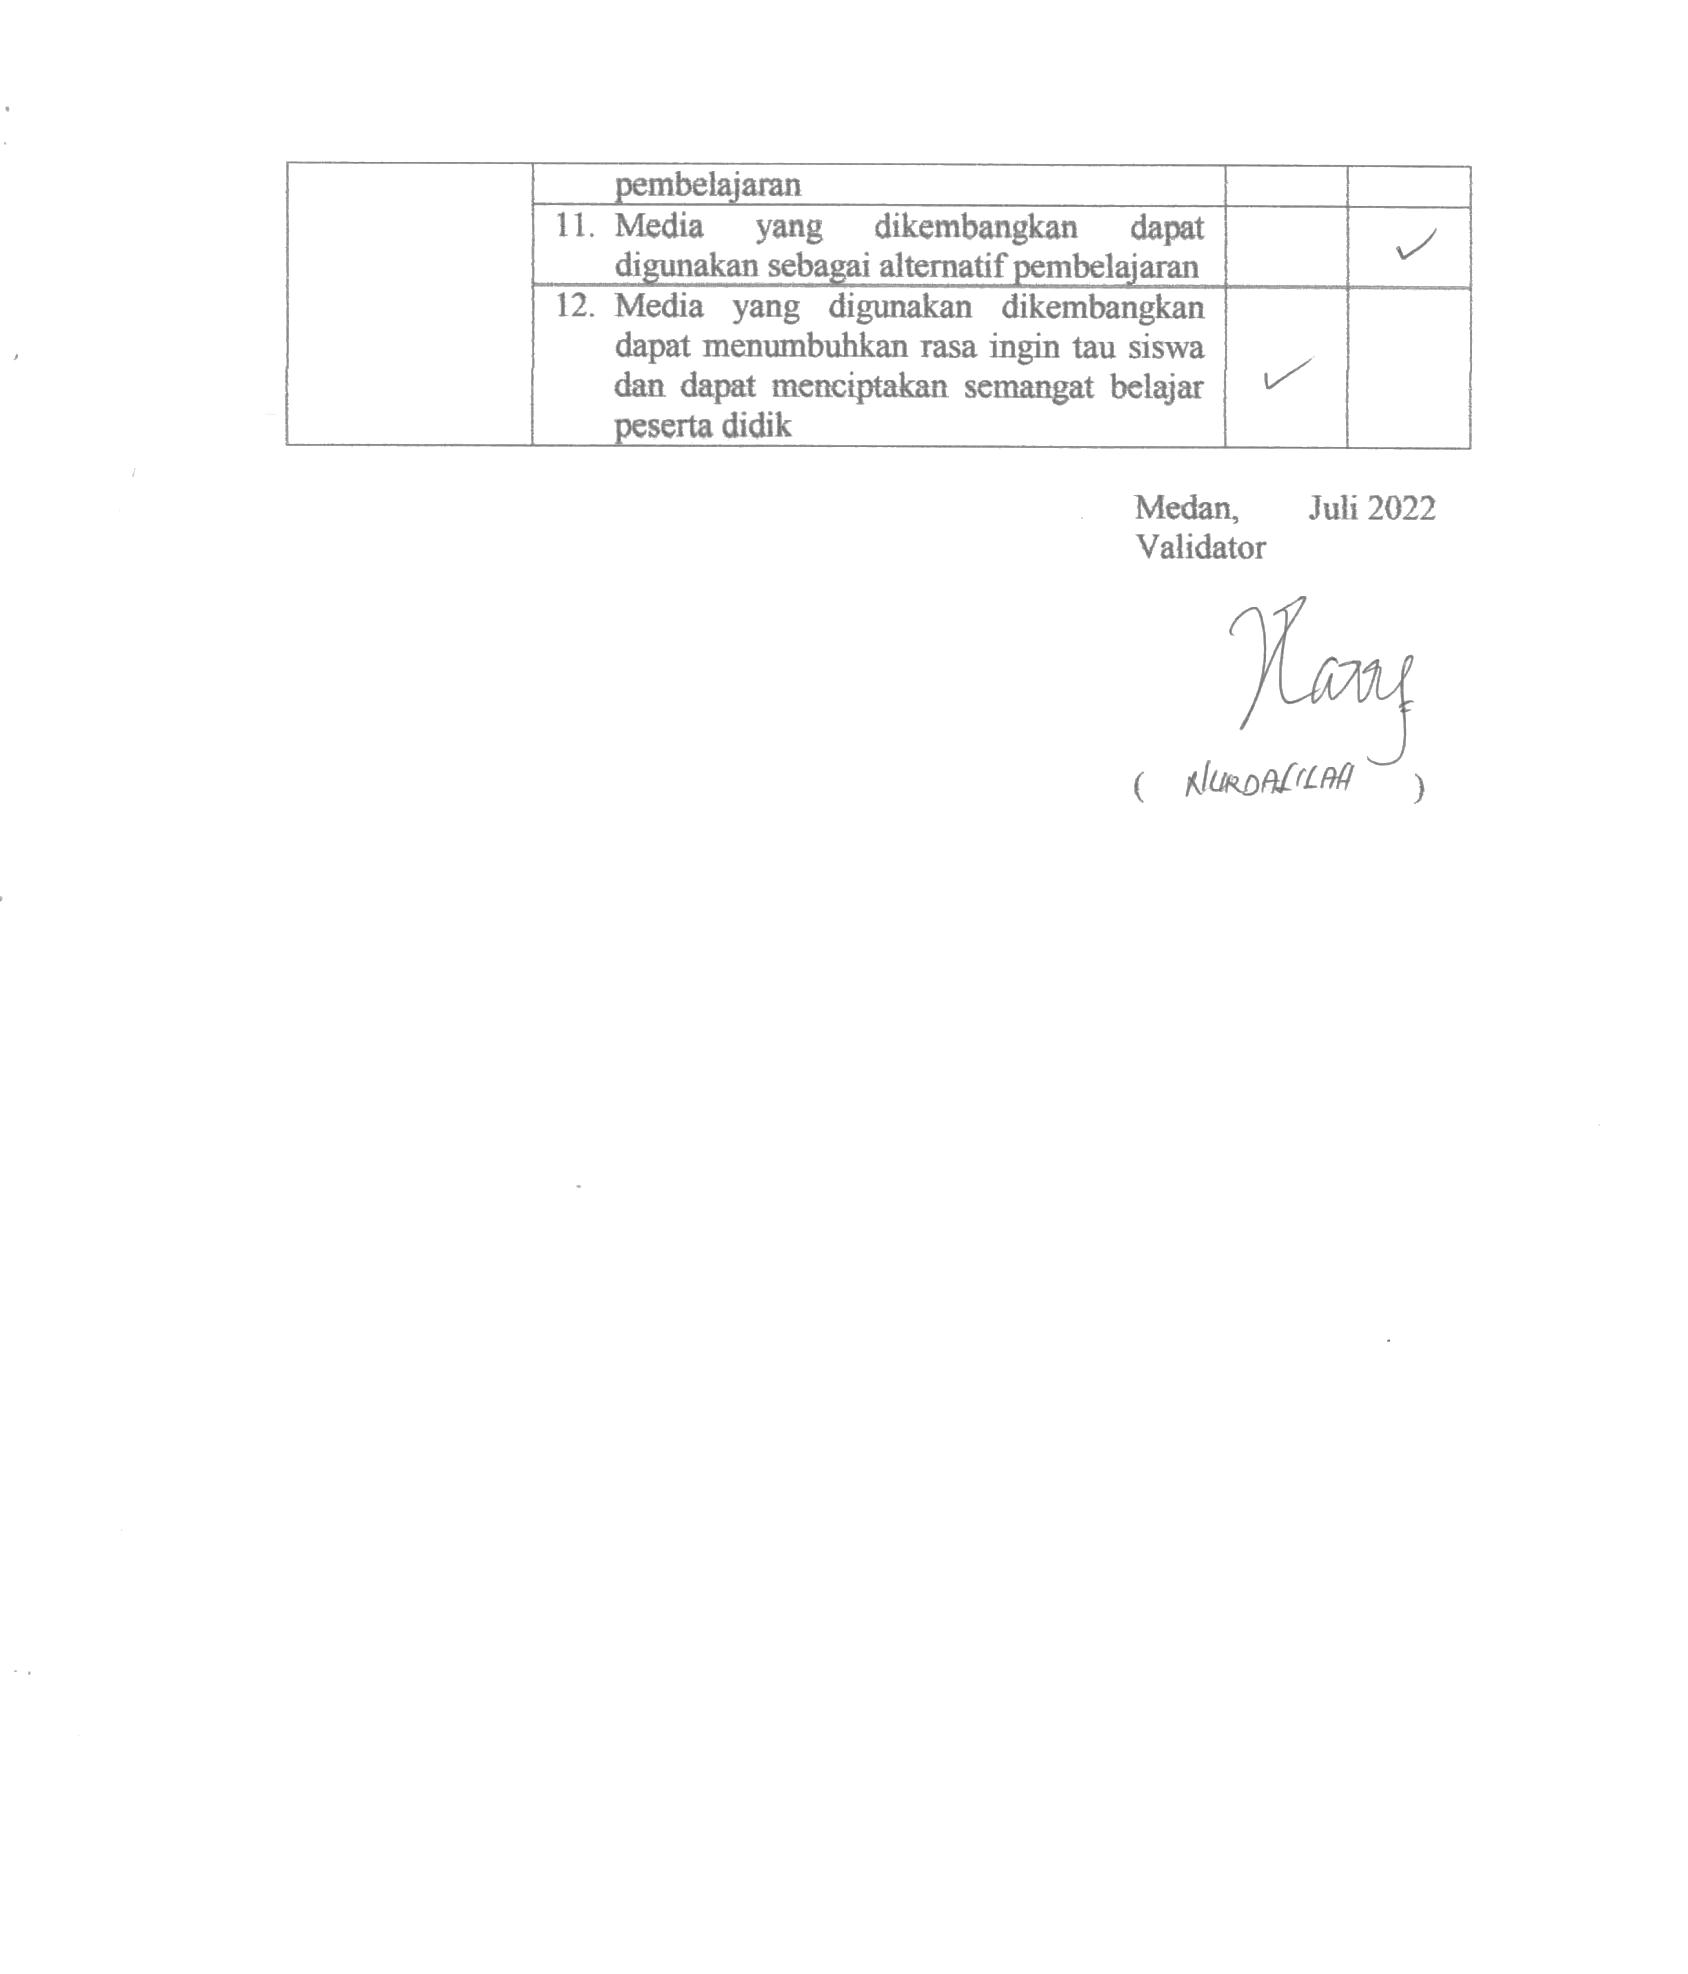 pembelajaran
11. Media yang dikembangkan dapat
digunakan sebagai alternatif pembelajaran
12. Media yang digunakan dikembangkan
dapat menumbuhkan rasa ingin tau siswa
dan dapat menciptakan semangat belajar
peserta didik
Medan, Juli 2022
Validator
( NURDALILAH )